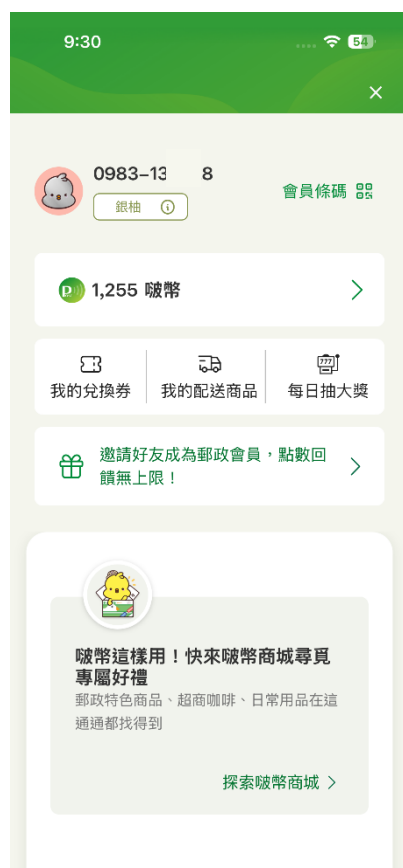 9:30
54
0983-13 8
會員條碼
銀柚
1,255 啵幣
我的兌換券
我的配送商品
777
每日抽大獎
邀請好友成為郵政會員，點數回
饋無上限！
啵幣這樣用！快來啵幣商城尋覓
專屬好禮
郵政特色商品、超商咖啡、日常用品在這
通通都找得到
探索啵幣商城